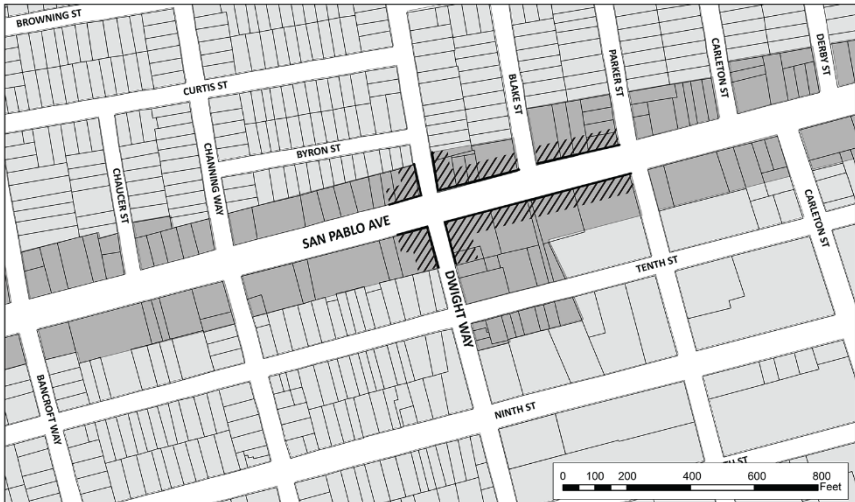 BROWNING ST
CURTIS ST
BYRON ST
CHAUCER ST
CHANNING WAY
BLAKE ST
PARKER ST
CARLETON ST
DERBY ST
SAN PABLO AVE
DWIGHT WAY
TENTH ST
CARLETON ST
BANCROFT WAY
NINTH ST
ST
0 100 200 400 600 800
Feet